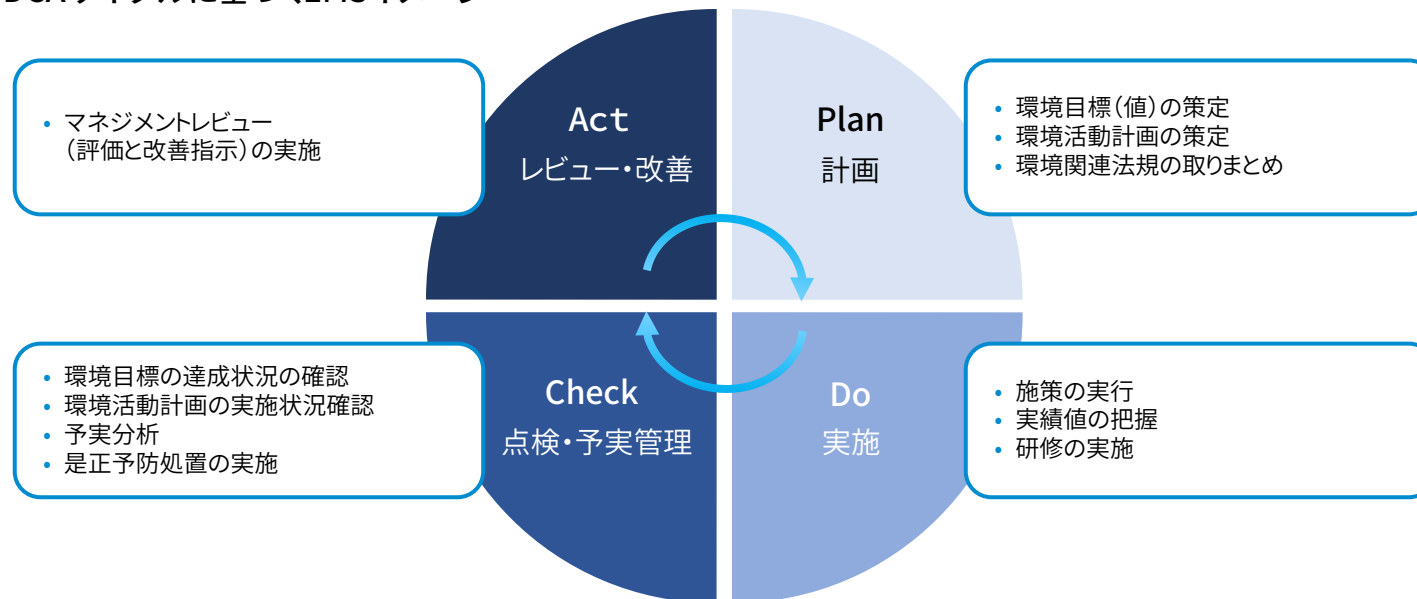 • マネジメントレビュー
（評価と改善指示）の実施
Act
レビュー・改善
Plan
計画
• 環境目標（値）の策定
• 環境活動計画の策定
• 環境関連法規の取りまとめ
• 環境目標の達成状況の確認
• 環境活動計画の実施状況確認
• 予実分析
• 是正予防処置の実施
Check
点検・予実管理
Do
実施
• 施策の実行
• 実績値の把握
• 研修の実施